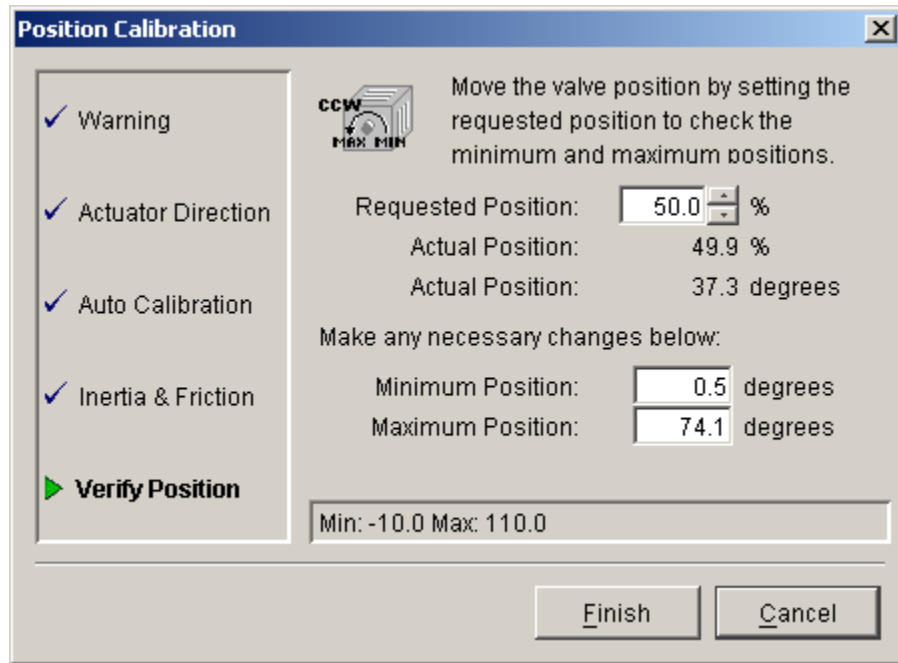 Position Calibration
Warning
Actuator Direction
Auto Calibration
Inertia & Friction
Verify Position
CCW
MAX MIN
Move the valve position by setting the
requested position to check the
minimum and maximum positions.
Requested Position: 50.0 %
Actual Position: 49.9 %
Actual Position: 37.3 degrees
Make any necessary changes below:
Minimum Position: 0.5 degrees
Maximum Position: 74.1 degrees
Min: -10.0 Max: 110.0
Finish
Cancel